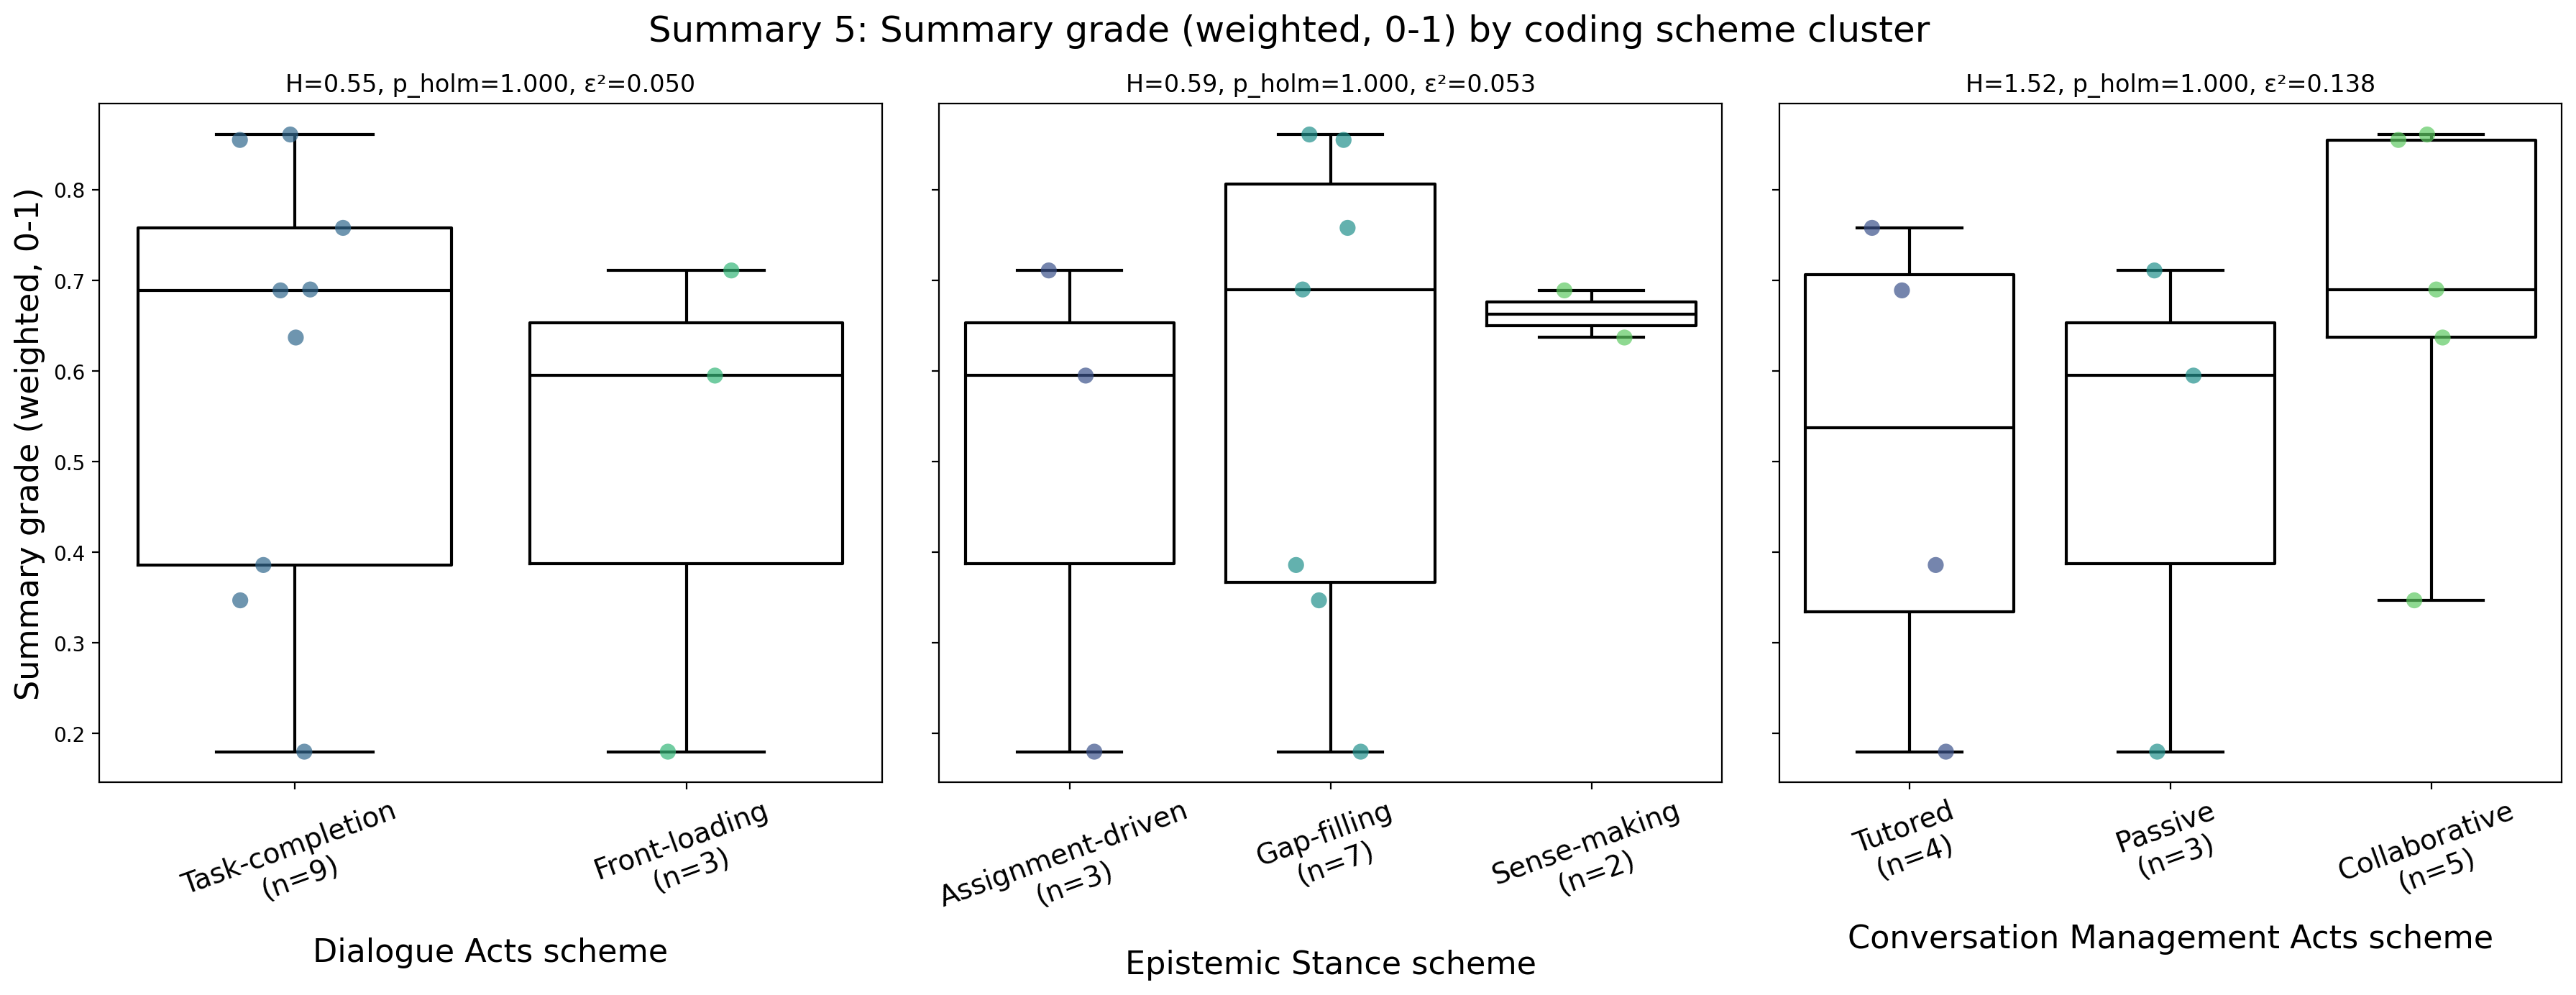 Summary 5: Summary grade (weighted, 0-1) by coding scheme cluster
H=0.55, p_holm=1.000, ε²=0.050
H=0.59, p_holm=1.000, ε²=0.053
H=1.52, p_holm=1.000, ε²=0.138
Summary grade (weighted, 0-1)
0.8
0.7
0.6
0.5
0.4
0.3
0.2
Task-completion
(n=9)
Front-loading
(n=3)
Dialogue Acts scheme
Assignment-driven
(n=3)
Gap-filling
(n=7)
Sense-making
(n=2)
Epistemic Stance scheme
Tutored
(n=4)
Passive
(n=3)
Collaborative
(n=5)
Conversation Management Acts scheme